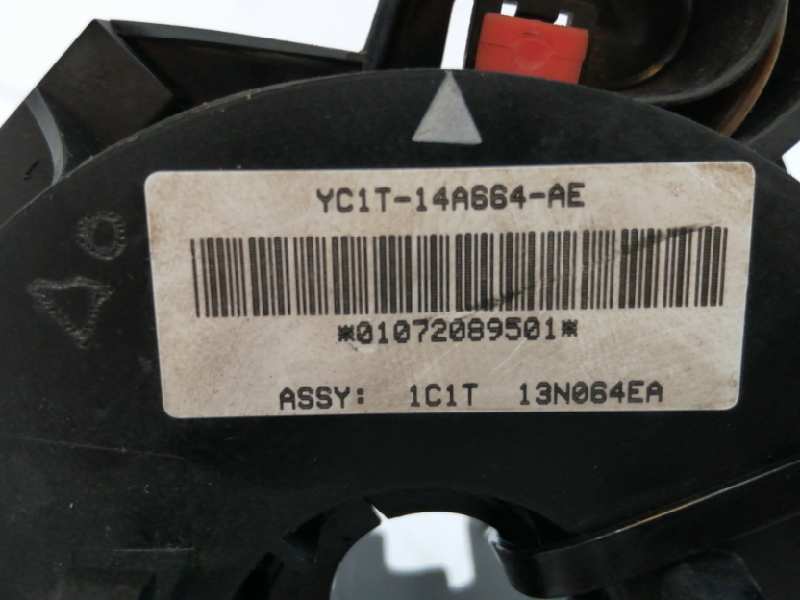 YC1T-14A664-AE
*01072089501*
ASSY: 1C1T 13N064EA